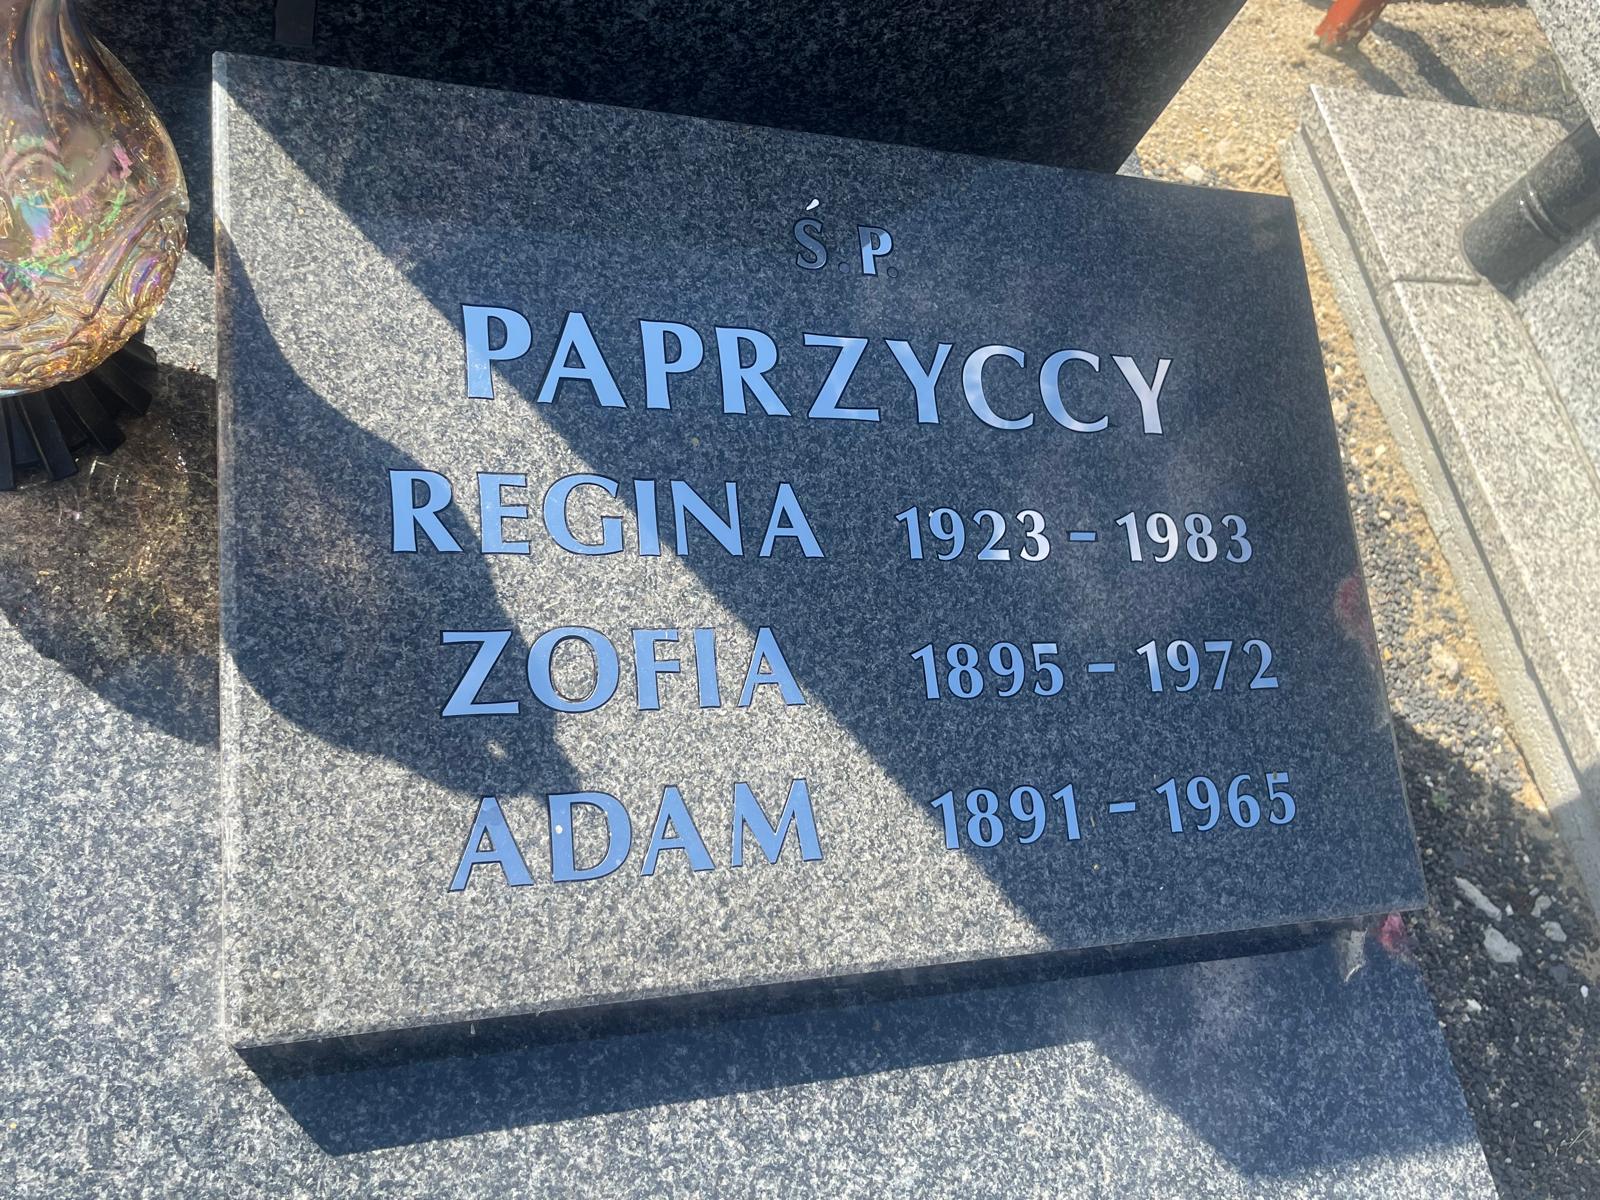 Ś.P.
PAPRZYCCY
REGINA 1923 - 1983
ZOFIA 1895 - 1972
ADAM 1891 - 1965